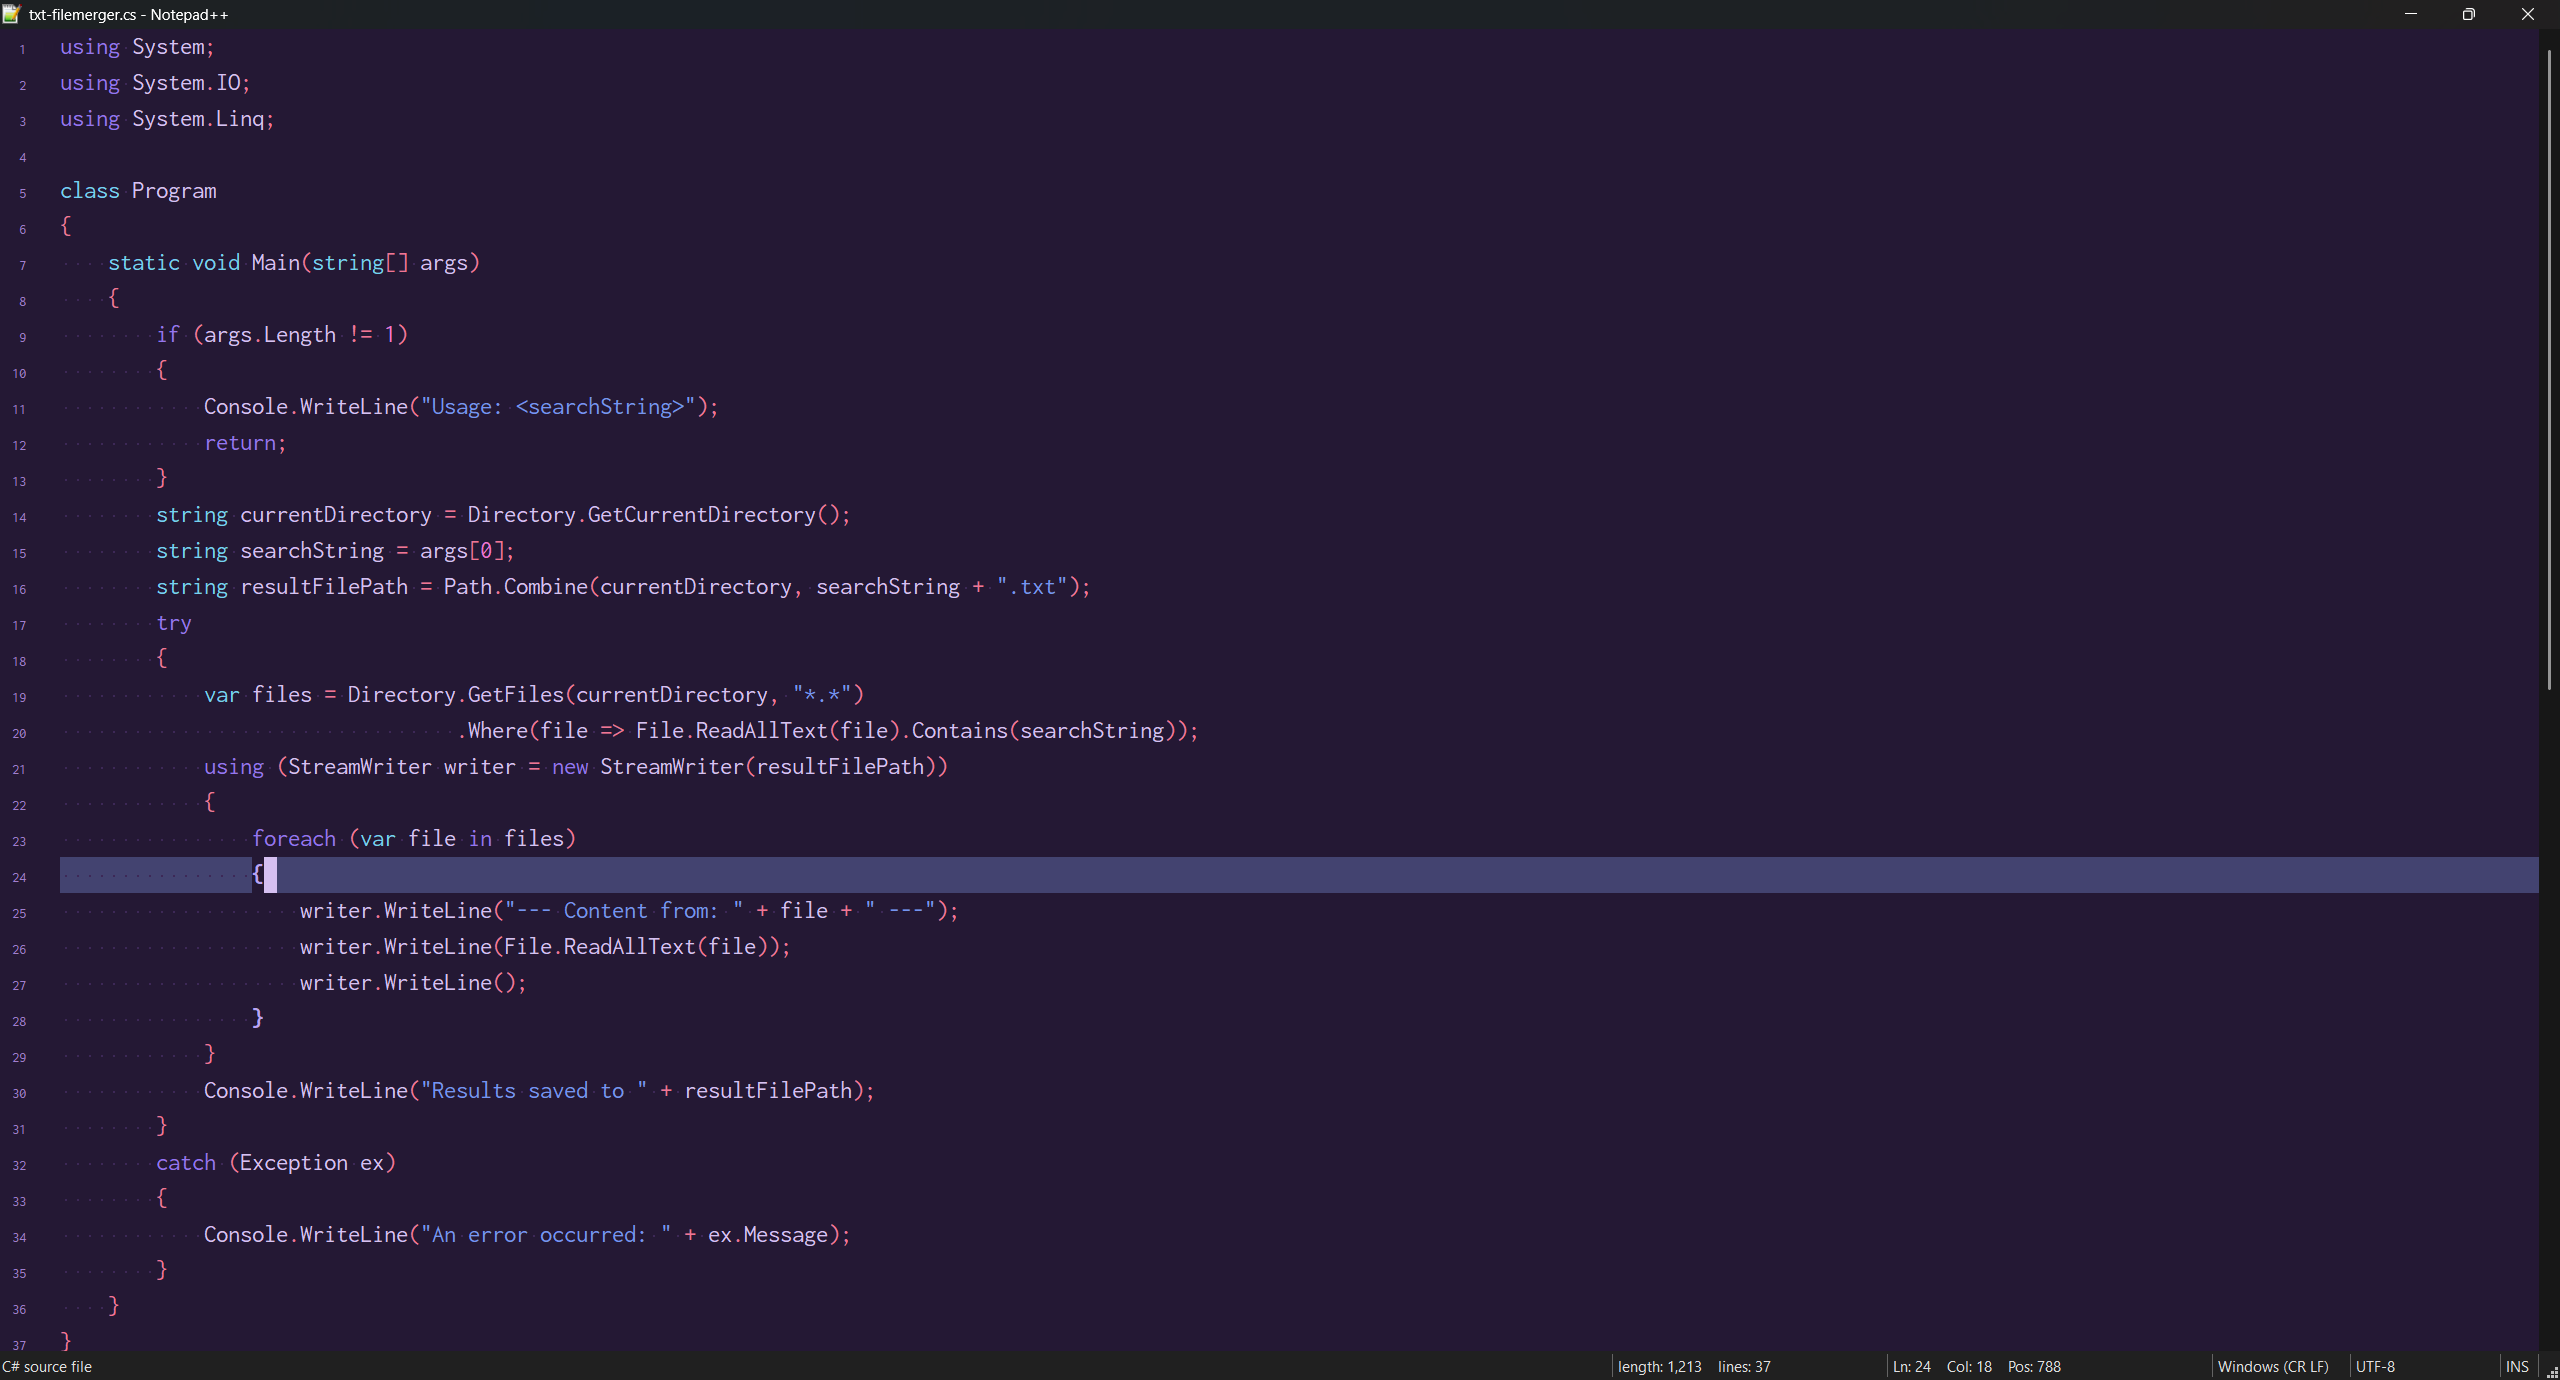 txt-filemerger.cs - Notepad++
1 using System;
2 using System.IO;
3 using System.Linq;
4
5 class Program
6 {
7     static void Main(string[] args)
8     {
9         if (args.Length != 1)
10         {
11             Console.WriteLine("Usage: <searchString>");
12             return;
13         }
14         string currentDirectory = Directory.GetCurrentDirectory();
15         string searchString = args[0];
16         string resultFilePath = Path.Combine(currentDirectory, searchString + ".txt");
17         try
18         {
19             var files = Directory.GetFiles(currentDirectory, "*.*")
20                                  .Where(file => File.ReadAllText(file).Contains(searchString));
21             using (StreamWriter writer = new StreamWriter(resultFilePath))
22             {
23                 foreach (var file in files)
24                 {
25                     writer.WriteLine("--- Content from: " + file + " ---");
26                     writer.WriteLine(File.ReadAllText(file));
27                     writer.WriteLine();
28                 }
29             }
30             Console.WriteLine("Results saved to " + resultFilePath);
31         }
32         catch (Exception ex)
33         {
34             Console.WriteLine("An error occurred: " + ex.Message);
35         }
36     }
37 }
C# source file length: 1,213 lines: 37 Ln: 24 Col: 18 Pos: 788 Windows (CR LF) UTF-8 INS